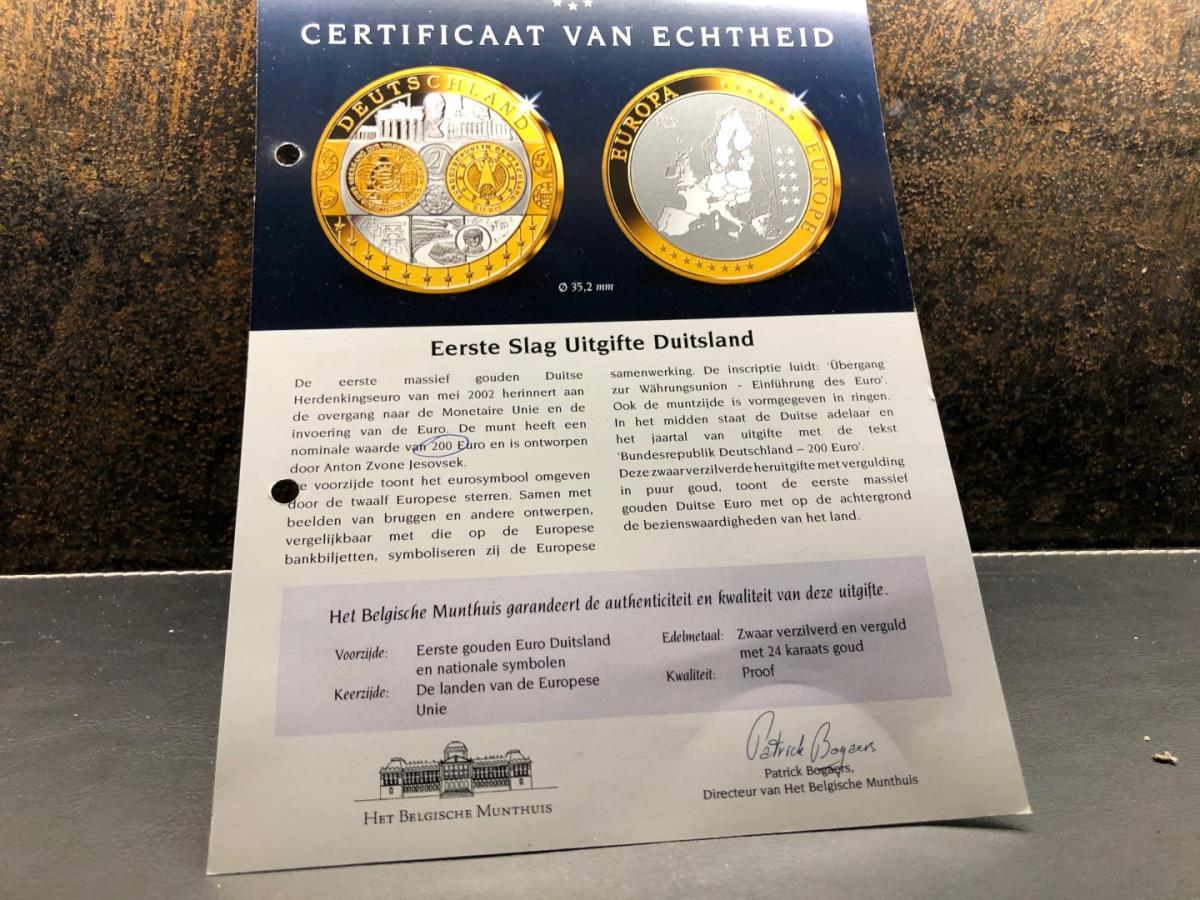 CERTIFICAAT VAN ECHTHEID
DEUTSCHLAND
EUROPA
EUROPE
Ø 35,2 mm
Eerste Slag Uitgifte Duitsland
De eerste massief gouden Duitse
Herdenkingseuro van mei 2002 herinnert aan
de overgang naar de Monetaire Unie en de
invoering van de Euro. De munt heeft een
nominale waarde van 200 Euro en is ontworpen
door Anton Zvone Jesovsek.
e voorzijde toont het eurosymbool omgeven
door de twaalf Europese sterren. Samen met
beelden van bruggen en andere ontwerpen,
vergelijkbaar met die op de Europese
bankbiljetten, symboliseren zij de Europese
samenwerking. De inscriptie luidt: 'Übergang
zur Währungsunion - Einführung des Euro'.
Ook de muntzijde is vormgegeven in ringen.
In het midden staat de Duitse adelaar en
het jaartal van uitgifte met de tekst
'Bundesrepublik Deutschland – 200 Euro'.
Deze zwaar verzilverde heruitgifte met vergulding
in puur goud, toont de eerste massief
gouden Duitse Euro met op de achtergrond
de bezienswaardigheden van het land.
Het Belgische Munthuis garandeert de authenticiteit en kwaliteit van deze uitgifte.
Voorzijde: Eerste gouden Euro Duitsland
en nationale symbolen
Keerzijde: De landen van de Europese
Unie
Edelmetaal: Zwaar verzilverd en verguld
met 24 karaats goud
Kwaliteit: Proof
HET BELGISCHE MUNTHUIS
Patrick Bogaers
Patrick Bogaers,
Directeur van Het Belgische Munthuis